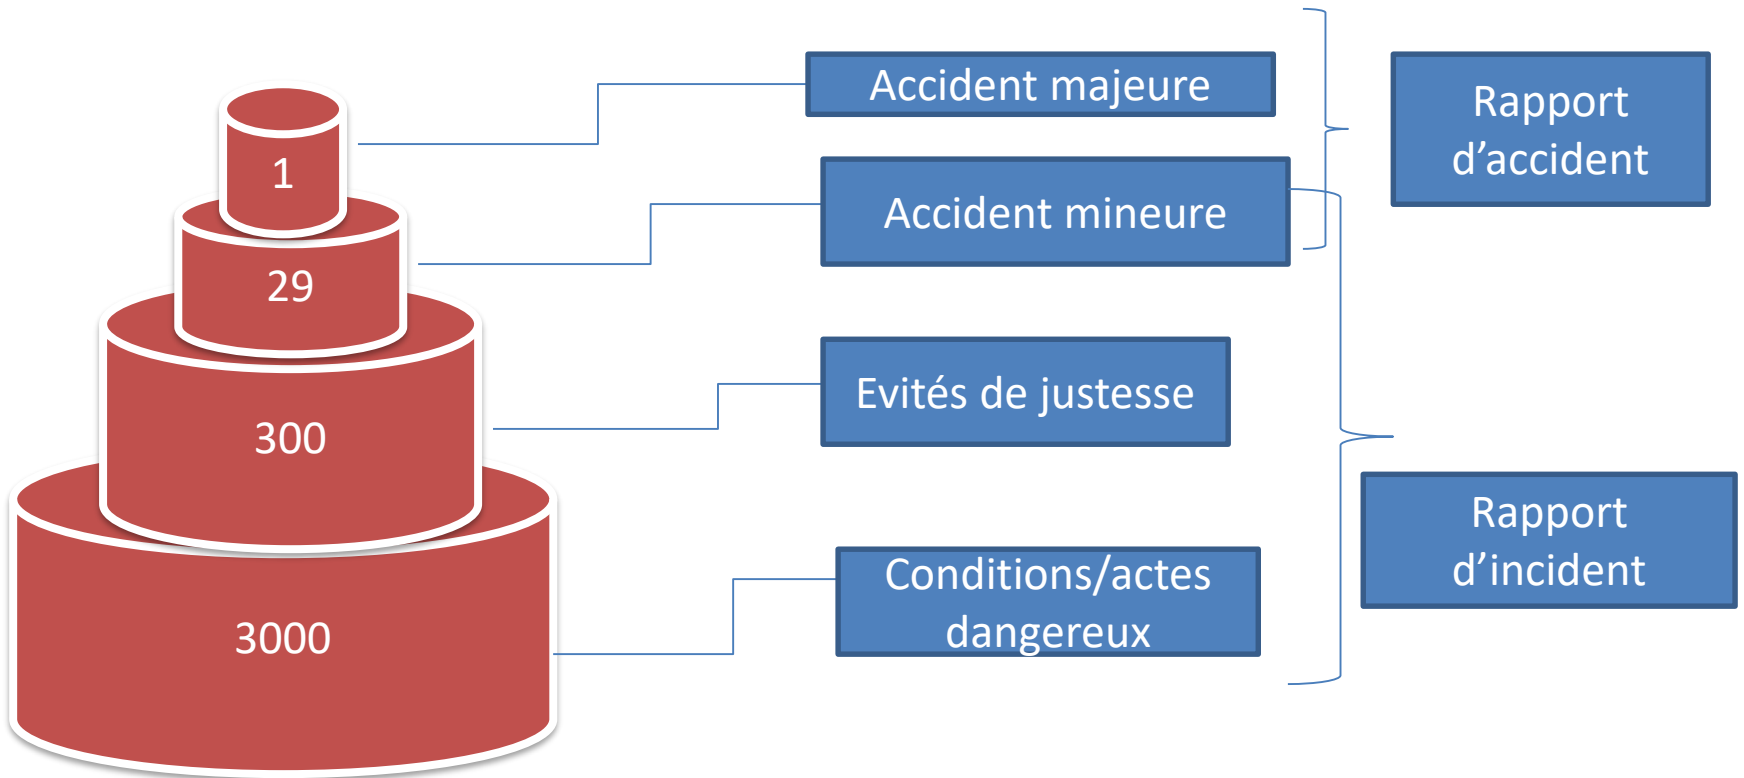 1
29
300
3000
Accident majeure
Accident mineure
Evités de justesse
Conditions/actes
dangereux
Rapport
d’accident
Rapport
d’incident